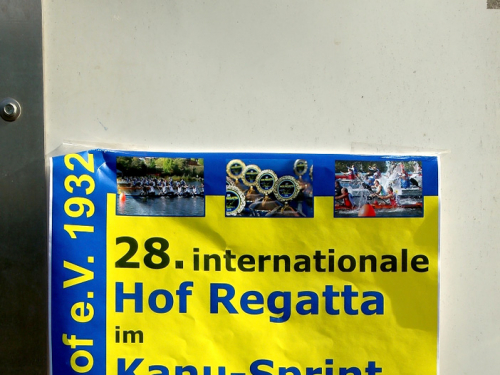 of e.V. 1932
28. internationale
Hof Regatta
im
Kanu-Sprint